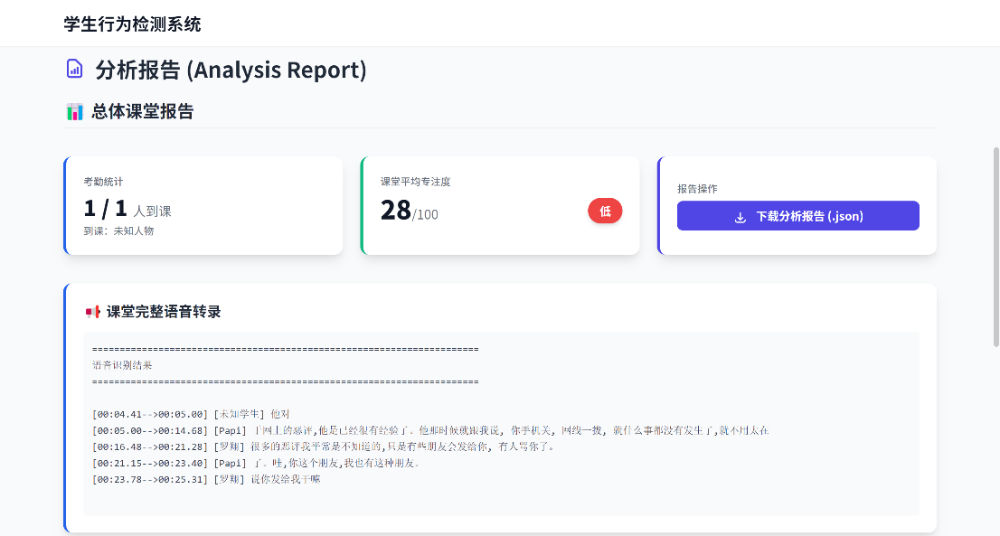 学生行为检测系统
分析报告 (Analysis Report)
总体课堂报告
考勤统计
1 / 1 人到课
到课：未知人物
课堂平均专注度
28/100
低
报告操作
下载分析报告 (.json)
课堂完整语音转录
======================================================================
语音识别结果
======================================================================
[00:04.41-->00:05.00] [未知学生] 他对
[00:05.00-->00:14.68] [Papi] 于网上的恶评,他是已经很有经验了。他那时候就跟我说, 你手机关, 网线一拨, 就什么事都没有发生了,就不用太在
[00:16.48-->00:21.28] [罗翔] 很多的恶评我平常是不知道的,只是有些朋友会发给你, 有人骂你了。
[00:21.15-->00:23.40] [Papi] 了。哇,你这个朋友,我也有这种朋友。
[00:23.78-->00:25.31] [罗翔] 说你发给我干嘛